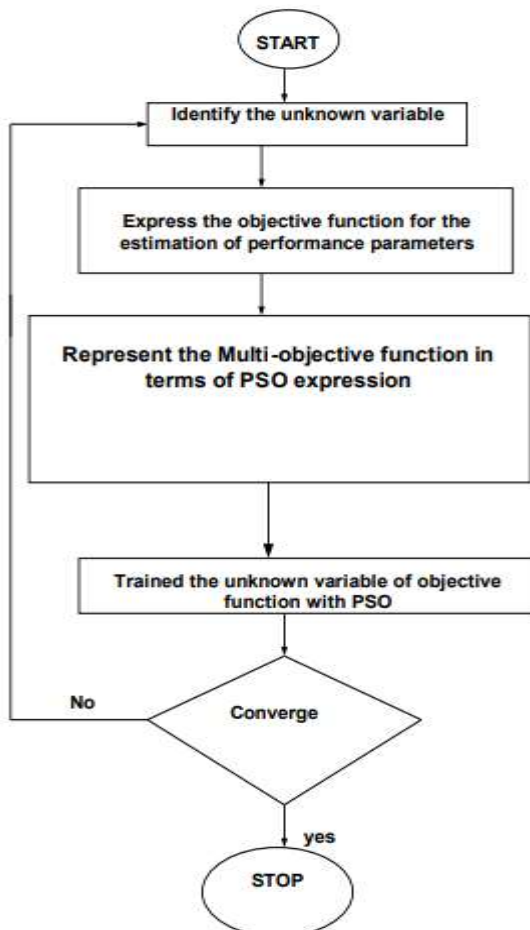 START
Identify the unknown variable
Express the objective function for the
estimation of performance parameters
Represent the Multi-objective function in
terms of PSO expression
Trained the unknown variable of objective
function with PSO
No
Converge
yes
STOP